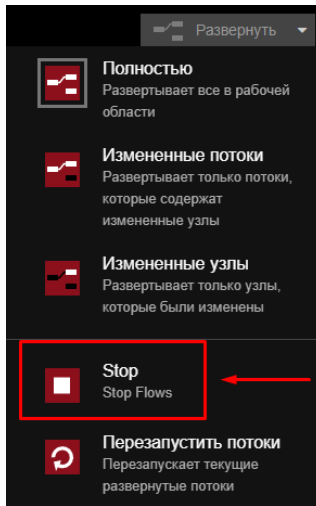 Развернуть
Полностью
Развертывает все в рабочей
области
Измененные потоки
Развертывает только потоки,
которые содержат
измененные узлы
Измененные узлы
Развертывает только узлы,
которые были изменены
Stop
Stop Flows
Перезапустить потоки
Перезапускает текущие
развернутые потоки